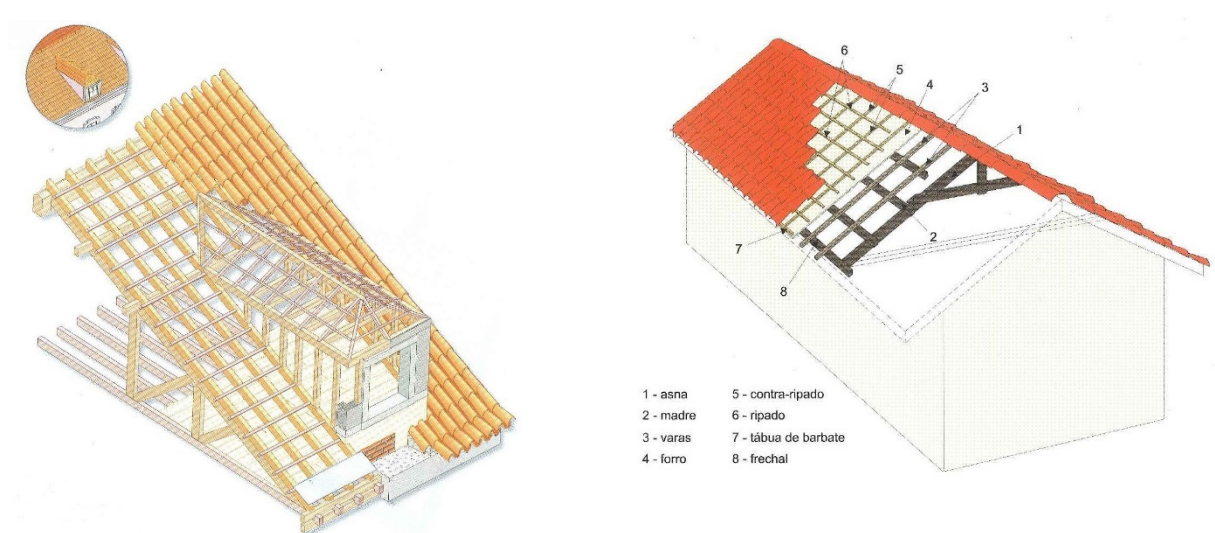 6
5
4
3
1
2
7
8
1 - asna 5 - contra-ripado
2 - madre 6 - ripado
3 - varas 7 - tábua de barbate
4 - forro 8 - frechal